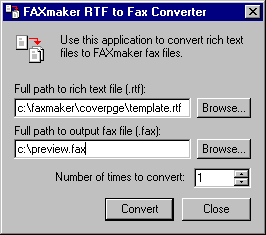 FAXmaker RTF to Fax Converter
Use this application to convert rich text
files to FAXmaker fax files.
Full path to rich text file (.rtf):
c:\faxmaker\coverpge\template.rtf
Browse...
Full path to output fax file (.fax):
c:\preview.fax
Browse...
Number of times to convert:
1
Convert
Close